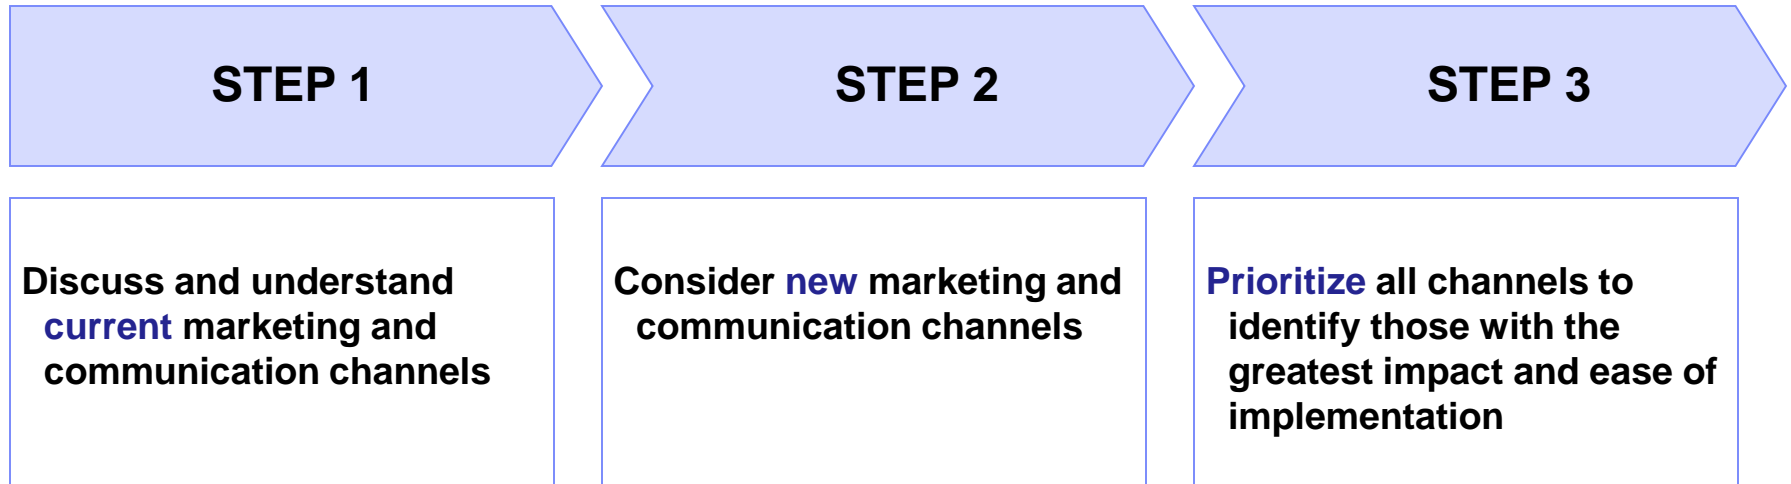 STEP 1
STEP 2
STEP 3
Discuss and understand
current marketing and
communication channels
Consider new marketing and
communication channels
Prioritize all channels to
identify those with the
greatest impact and ease of
implementation